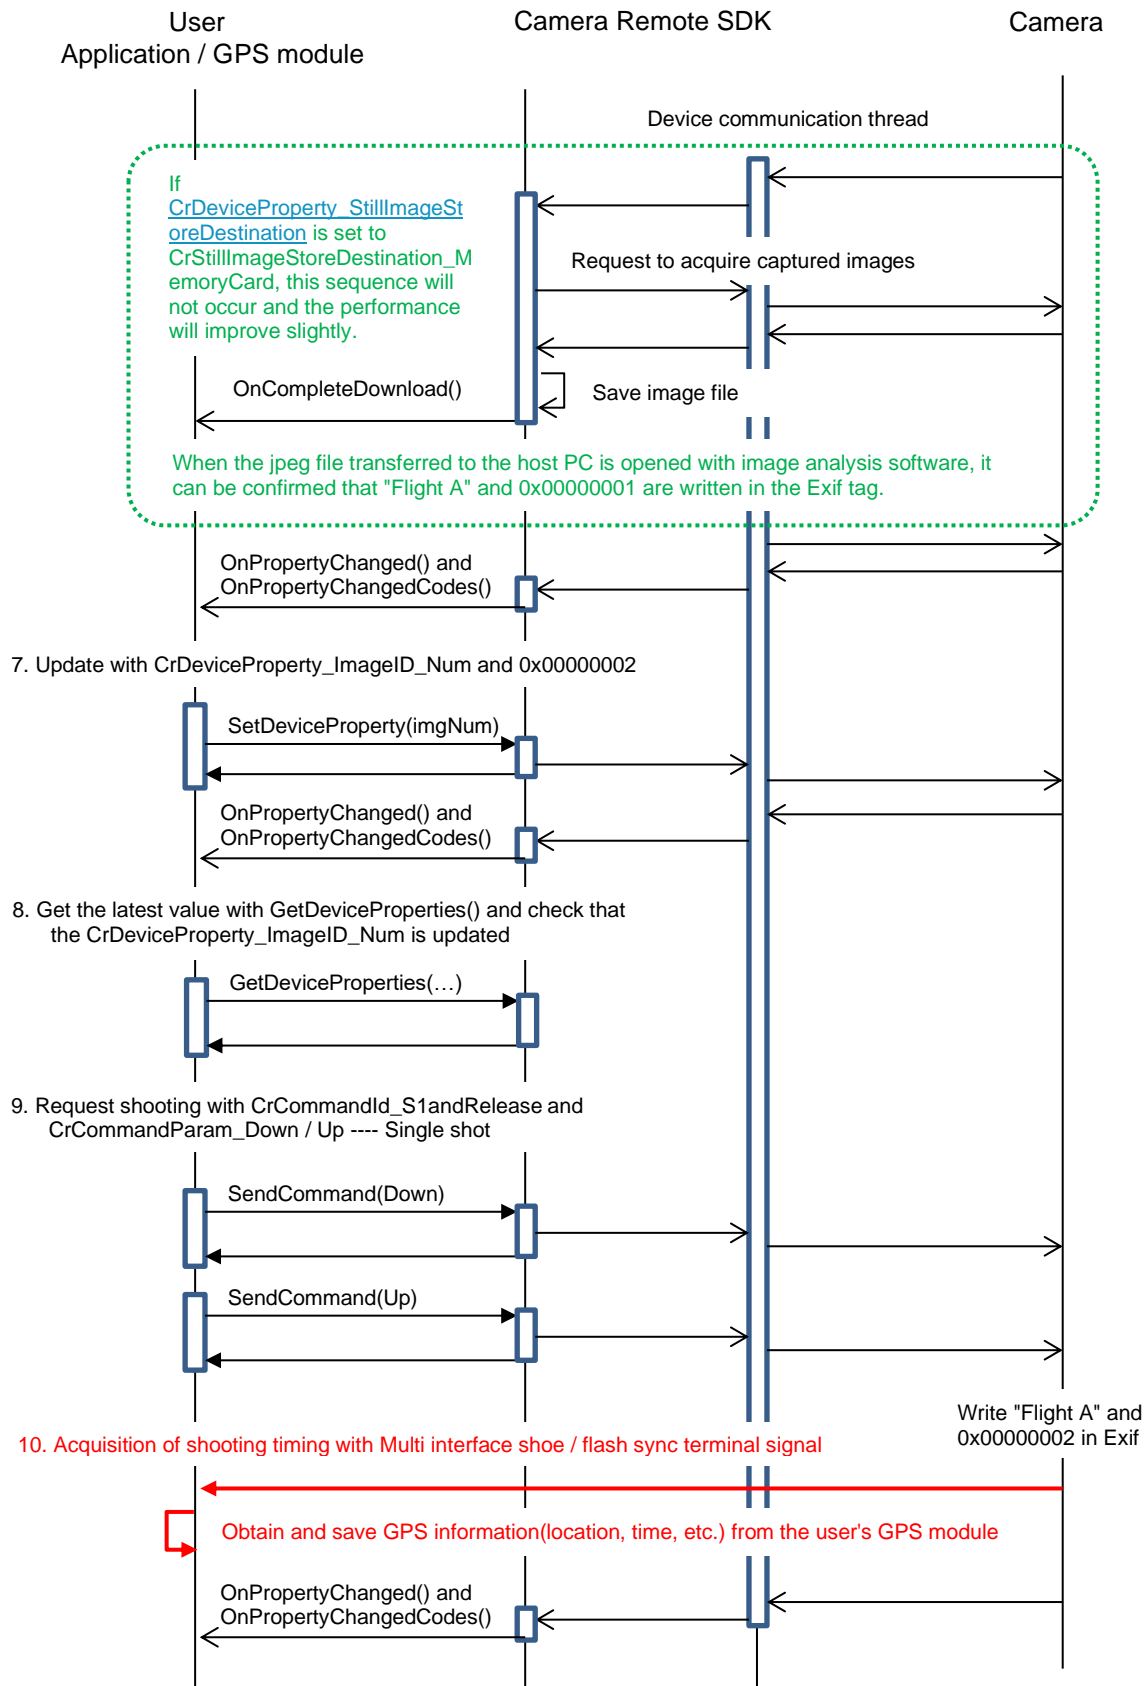 User
Application / GPS module
Camera Remote SDK
Camera
Device communication thread
If
CrDeviceProperty_StillImageSt
oreDestination is set to
CrStillImageStoreDestination_M
emoryCard, this sequence will
not occur and the performance
will improve slightly.
Request to acquire captured images
OnCompleteDownload()
Save image file
When the jpeg file transferred to the host PC is opened with image analysis software, it
can be confirmed that "Flight A" and 0x00000001 are written in the Exif tag.
OnPropertyChanged() and
OnPropertyChangedCodes()
7. Update with CrDeviceProperty_ImageID_Num and 0x00000002
SetDeviceProperty(imgNum)
OnPropertyChanged() and
OnPropertyChangedCodes()
8. Get the latest value with GetDeviceProperties() and check that
the CrDeviceProperty_ImageID_Num is updated
GetDeviceProperties(…)
9. Request shooting with CrCommandId_S1andRelease and
CrCommandParam_Down / Up ---- Single shot
SendCommand(Down)
SendCommand(Up)
Write "Flight A" and
0x00000002 in Exif
10. Acquisition of shooting timing with Multi interface shoe / flash sync terminal signal
Obtain and save GPS information(location, time, etc.) from the user's GPS module
OnPropertyChanged() and
OnPropertyChangedCodes()